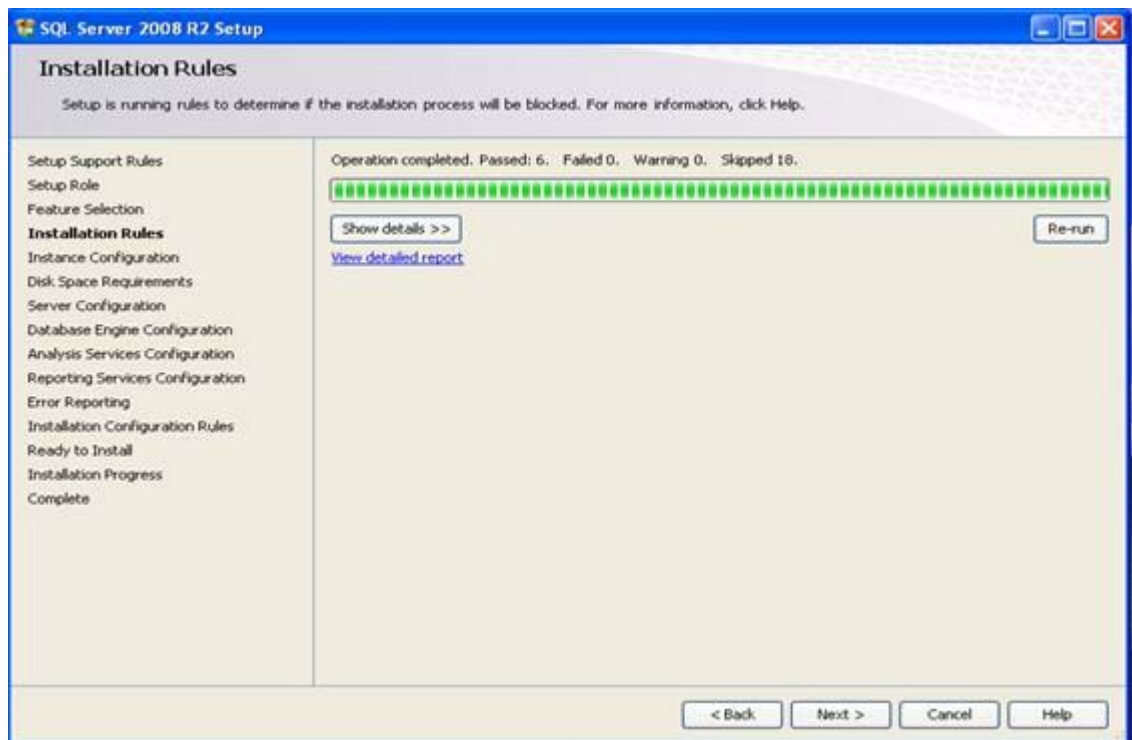 SQL Server 2008 R2 Setup
Installation Rules
Setup is running rules to determine if the installation process will be blocked. For more information, click Help.
Setup Support Rules
Setup Role
Feature Selection
Installation Rules
Instance Configuration
Disk Space Requirements
Server Configuration
Database Engine Configuration
Analysis Services Configuration
Reporting Services Configuration
Error Reporting
Installation Configuration Rules
Ready to Install
Installation Progress
Complete
Operation completed. Passed: 6. Failed 0. Warning 0. Skipped 18.
Show details >>
Re-run
View detailed report
< Back
Next >
Cancel
Help